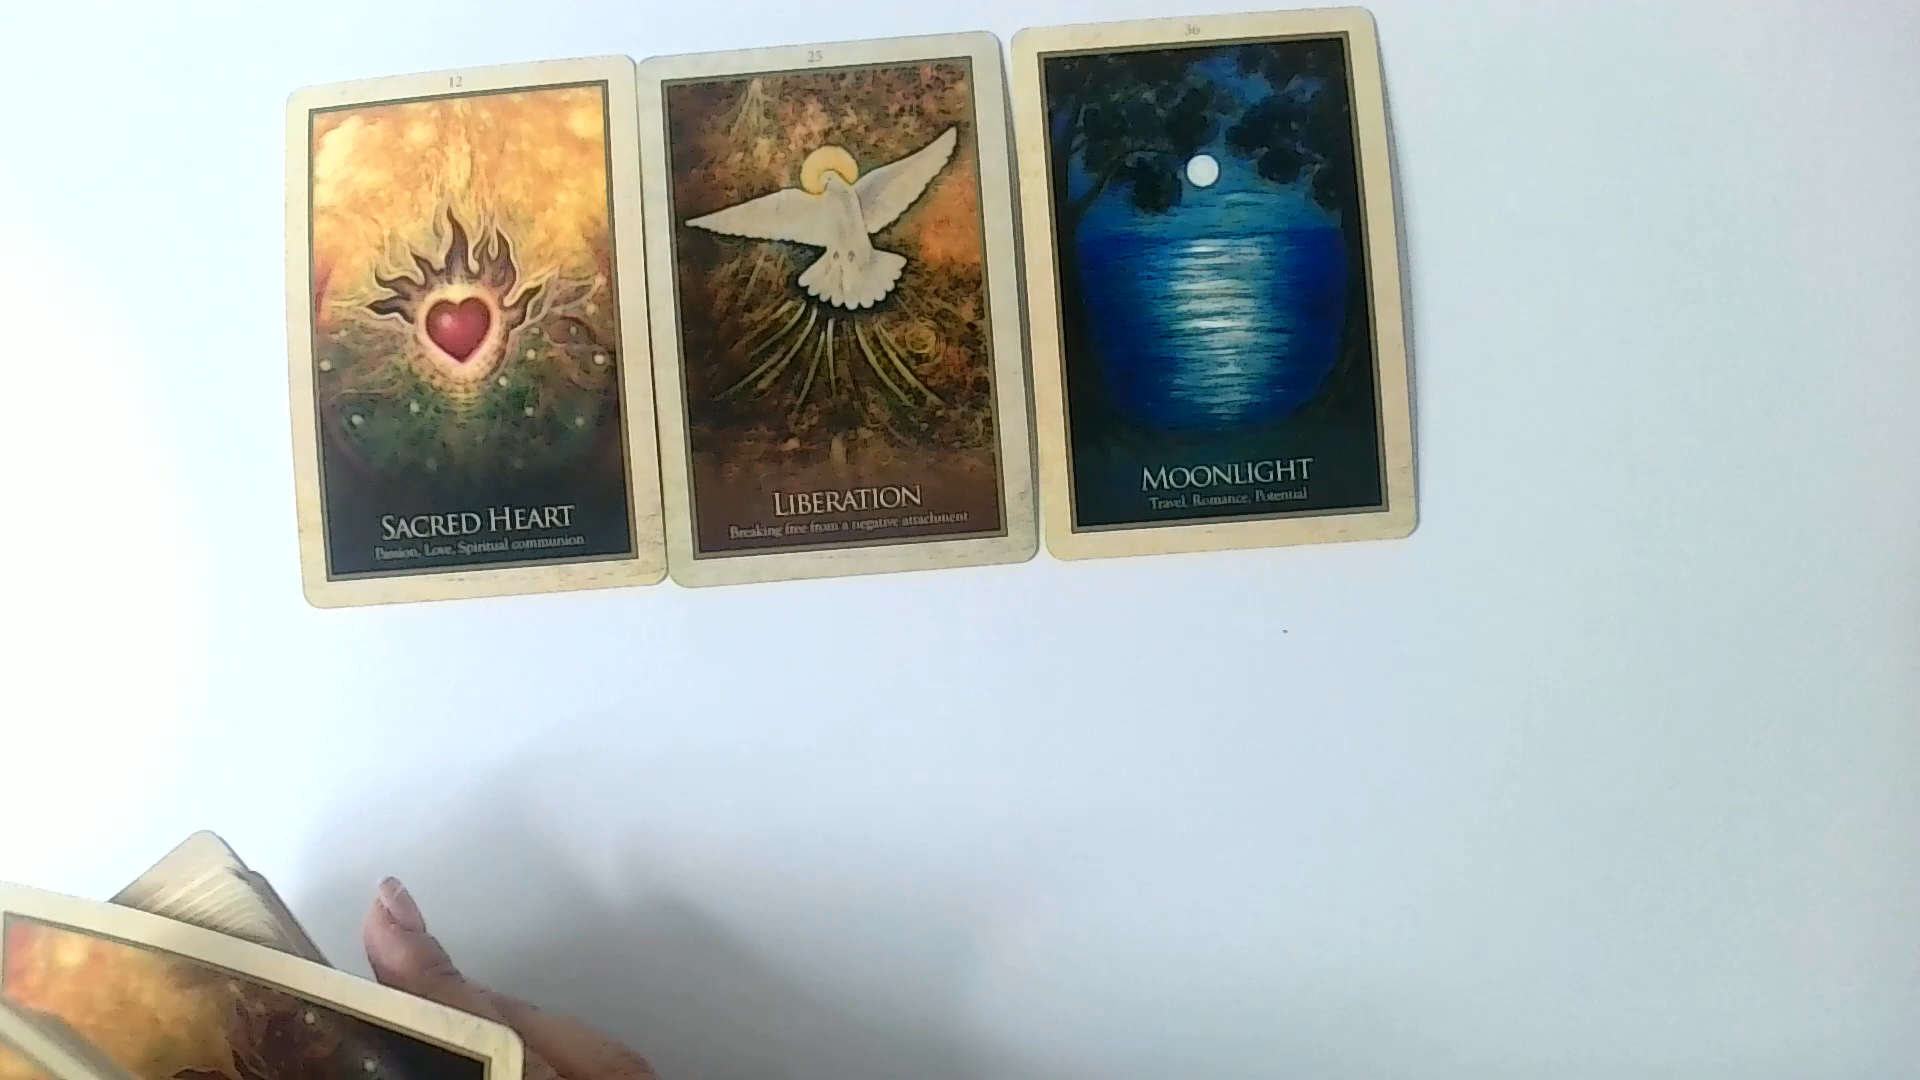 12
SACRED HEART
Passion, Love, Spiritual communion
25
LIBERATION
Breaking free from a negative attachment
36
MOONLIGHT
Travel, Romance, Potential